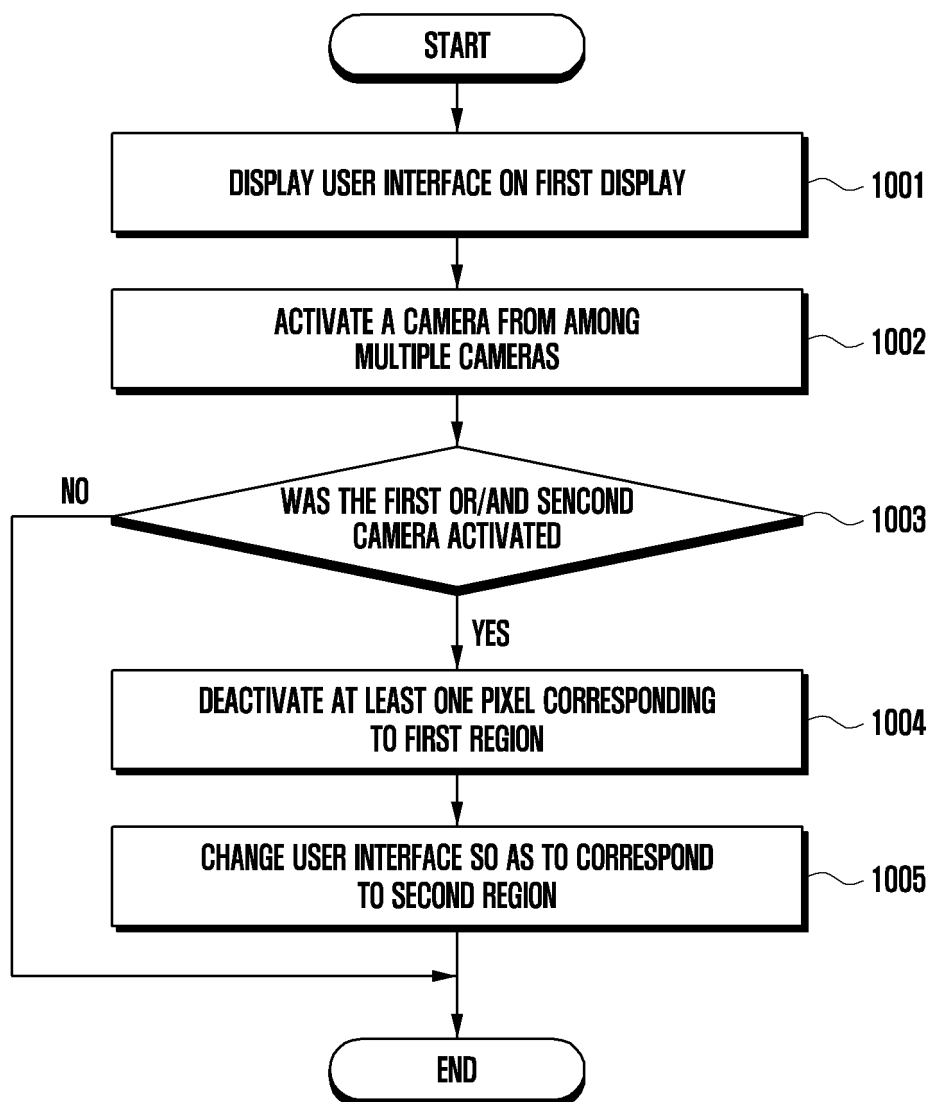 START
DISPLAY USER INTERFACE ON FIRST DISPLAY
1001
ACTIVATE A CAMERA FROM AMONG
MULTIPLE CAMERAS
1002
NO
WAS THE FIRST OR/AND SENCOND
CAMERA ACTIVATED
1003
YES
DEACTIVATE AT LEAST ONE PIXEL CORRESPONDING
TO FIRST REGION
1004
CHANGE USER INTERFACE SO AS TO CORRESPOND
TO SECOND REGION
1005
END